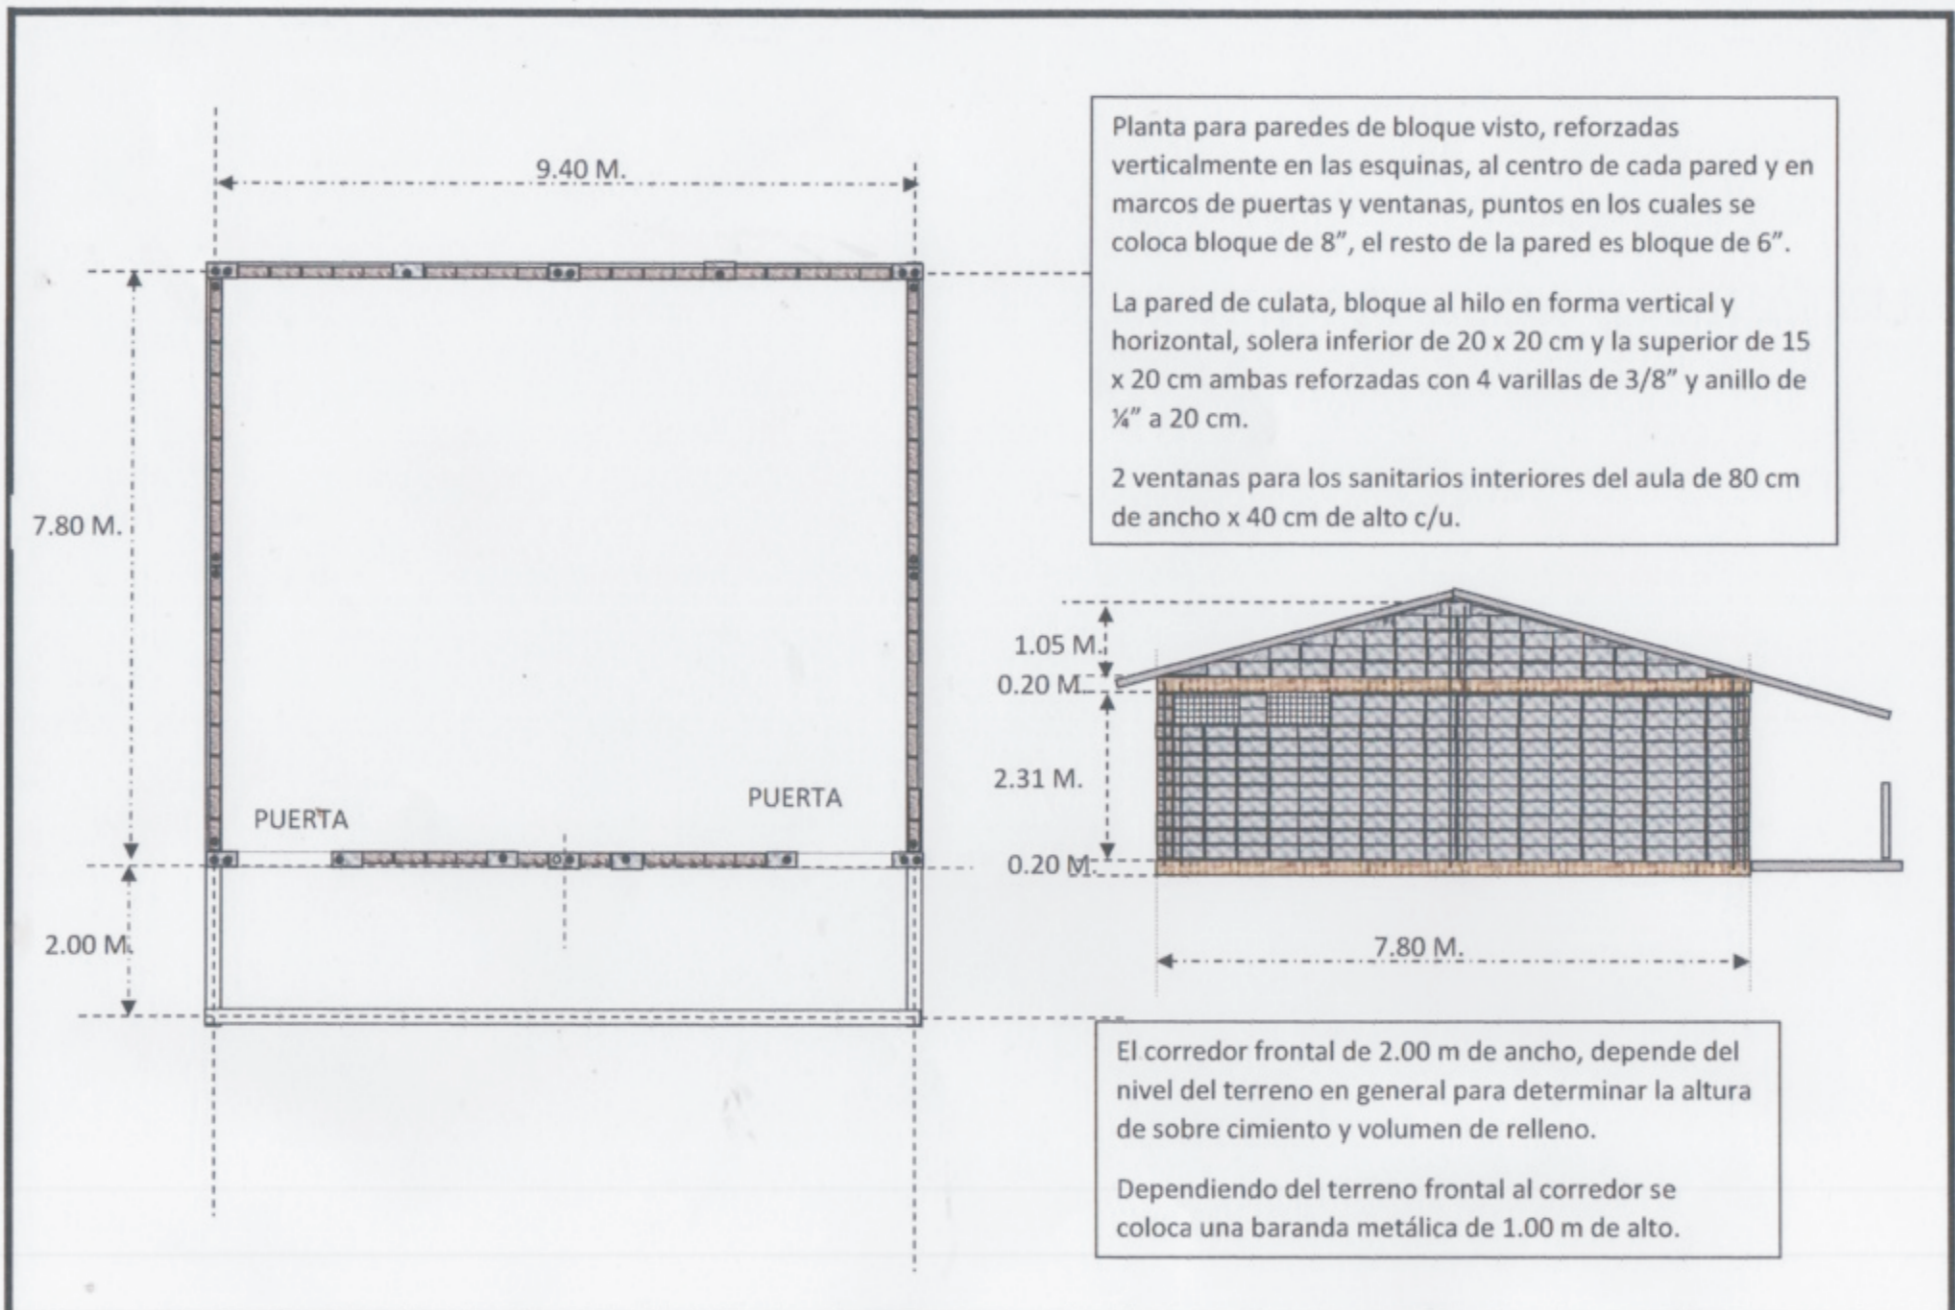 9.40 M.
Planta para paredes de bloque visto, reforzadas
verticalmente en las esquinas, al centro de cada pared y en
marcos de puertas y ventanas, puntos en los cuales se
coloca bloque de 8”, el resto de la pared es bloque de 6”.
La pared de culata, bloque al hilo en forma vertical y
horizontal, solera inferior de 20 x 20 cm y la superior de 15
x 20 cm ambas reforzadas con 4 varillas de 3/8” y anillo de
¼” a 20 cm.
2 ventanas para los sanitarios interiores del aula de 80 cm
de ancho x 40 cm de alto c/u.
7.80 M.
PUERTA
PUERTA
2.00 M.
1.05 M.
0.20 M.
2.31 M.
0.20 M.
7.80 M.
El corredor frontal de 2.00 m de ancho, depende del
nivel del terreno en general para determinar la altura
de sobre cimiento y volumen de relleno.
Dependiendo del terreno frontal al corredor se
coloca una baranda metálica de 1.00 m de alto.